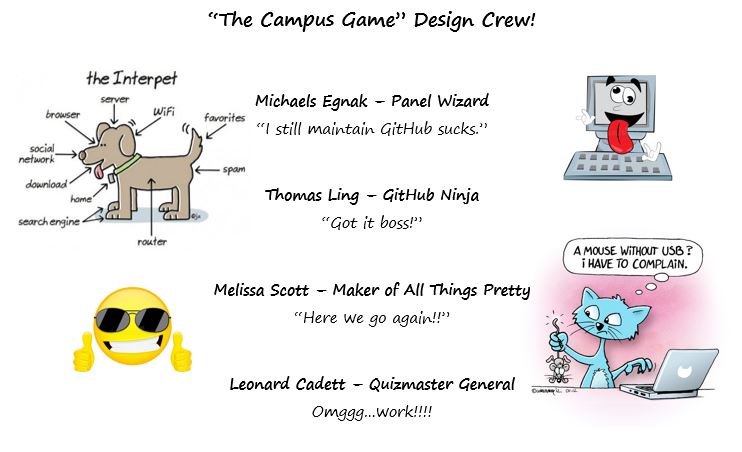 “The Campus Game” Design Crew!
the Interpet
server
browser
WiFi
favorites
social
network
spam
download
home
search engine
router
Michaels Egnak – Panel Wizard
“I still maintain GitHub sucks.”
Thomas Ling – GitHub Ninja
“Got it boss!”
Melissa Scott – Maker of All Things Pretty
“Here we go again!!”
Leonard Cadett – Quizmaster General
Omggg...work!!!!
A MOUSE WITHOUT USB?
i HAVE TO COMPLAIN.